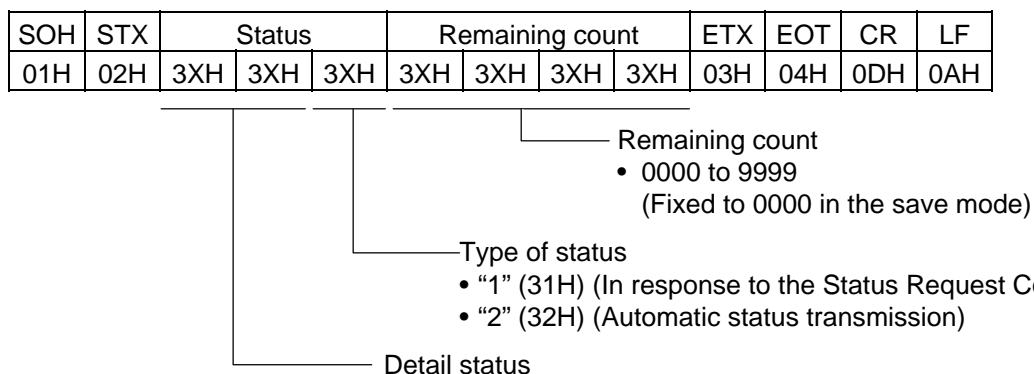 SOH STX Status Remaining count ETX EOT CR LF
01H 02H 3XH 3XH 3XH 3XH 3XH 3XH 3XH 03H 04H 0DH 0AH
Remaining count
• 0000 to 9999
(Fixed to 0000 in the save mode)
Type of status
• “1” (31H) (In response to the Status Request
• “2” (32H) (Automatic status transmission)
Detail status